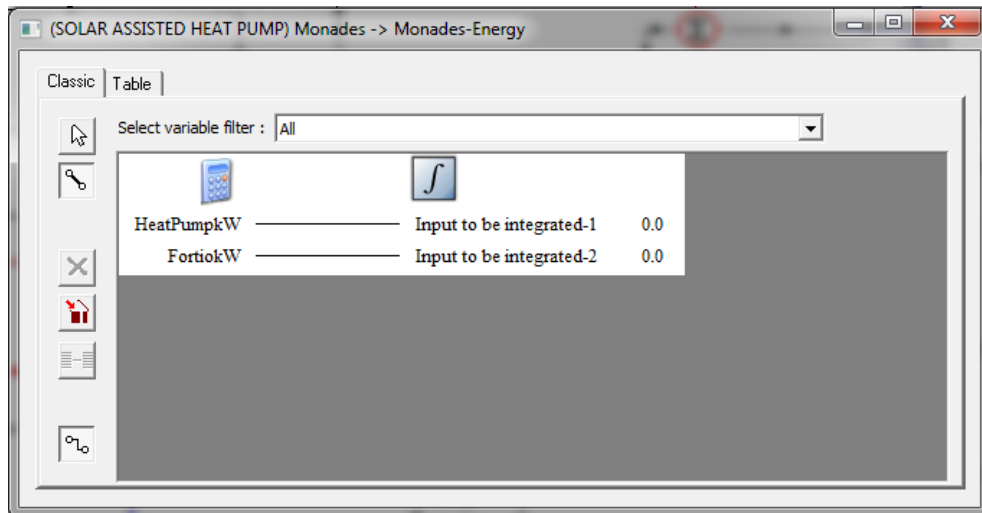 (SOLAR ASSISTED HEAT PUMP) Monades -> Monades-Energy
Classic Table
Select variable filter : All
HeatPumpkW Input to be integrated-1 0.0
FortiokW Input to be integrated-2 0.0